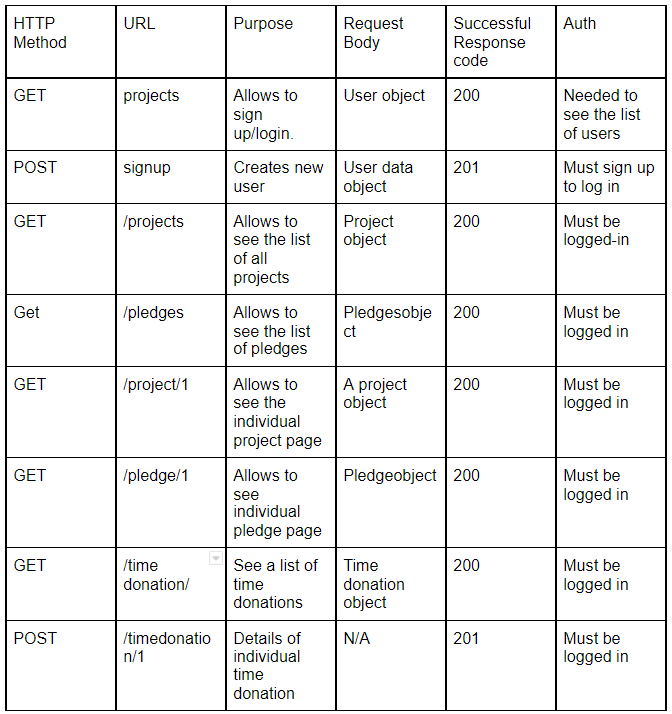 HTTP Method URL Purpose Request Body Successful Response code Auth
GET projects Allows to sign up/login. User object 200 Needed to see the list of users
POST signup Creates new user User data object 201 Must sign up to log in
GET /projects Allows to see the list of all projects Project object 200 Must be logged-in
Get /pledges Allows to see the list of pledges Pledgesobje ct 200 Must be logged in
GET /project/1 Allows to see the individual project page A project object 200 Must be logged in
GET /pledge/1 Allows to see individual pledge page Pledgeobject 200 Must be logged in
GET /time donation/ See a list of time donations Time donation object 200 Must be logged in
POST /timedonatio n/1 Details of individual time donation N/A 201 Must be logged in